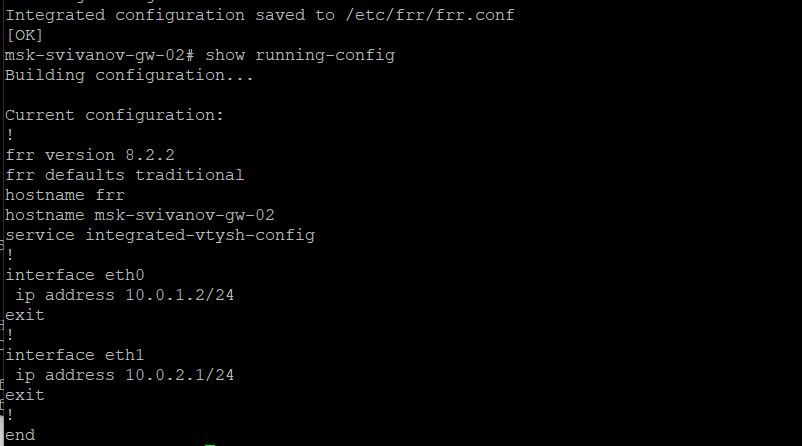 Integrated configuration saved to /etc/frr/frr.conf
[OK]
msk-svivanov-gw-02# show running-config
Building configuration...

Current configuration:
!
frr version 8.2.2
frr defaults traditional
hostname frr
hostname msk-svivanov-gw-02
service integrated-vtysh-config
!
interface eth0
 ip address 10.0.1.2/24
exit
!
interface eth1
 ip address 10.0.2.1/24
exit
!
end